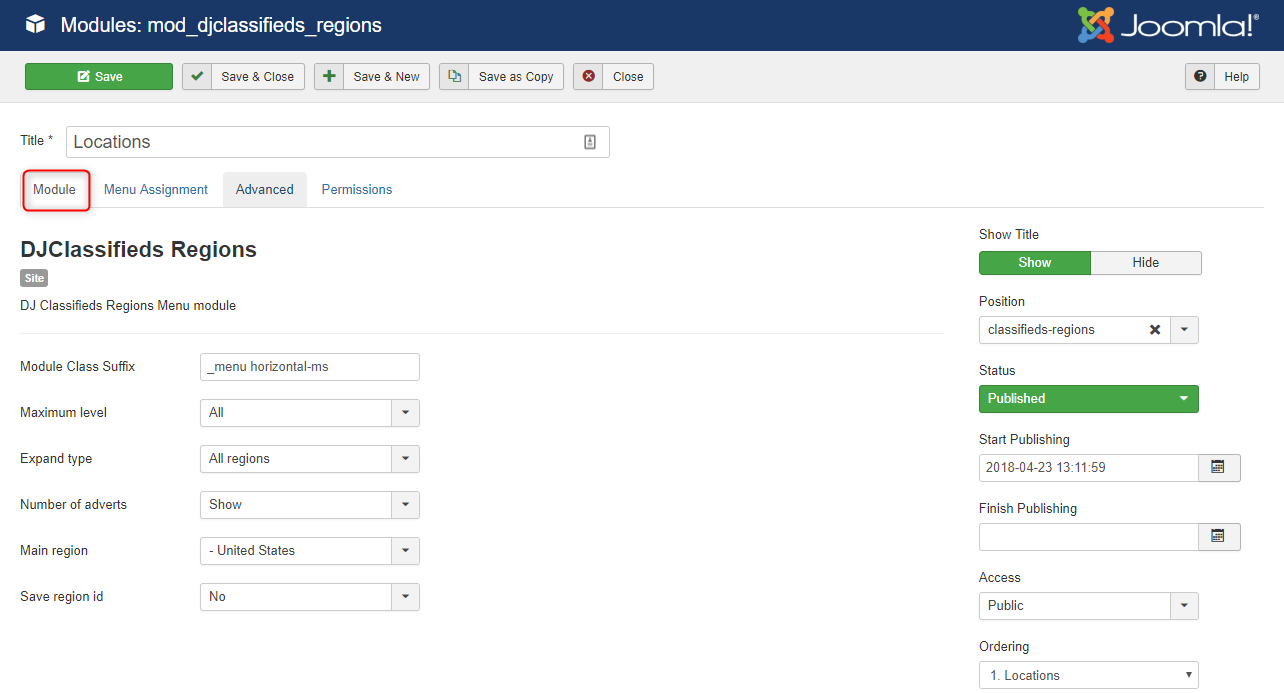 Modules: mod_djclassifieds_regions
Joomla!®
Save
Save & Close
Save & New
Save as Copy
Close
Help
Title *
Locations
Module
Menu Assignment
Advanced
Permissions
DJClassifieds Regions
Site
DJ Classifieds Regions Menu module
Module Class Suffix
_menu horizontal-ms
Maximum level
All
Expand type
All regions
Number of adverts
Show
Main region
- United States
Save region id
No
Show Title
Show
Hide
Position
classifieds-regions
Status
Published
Start Publishing
2018-04-23 13:11:59
Finish Publishing
Access
Public
Ordering
1. Locations